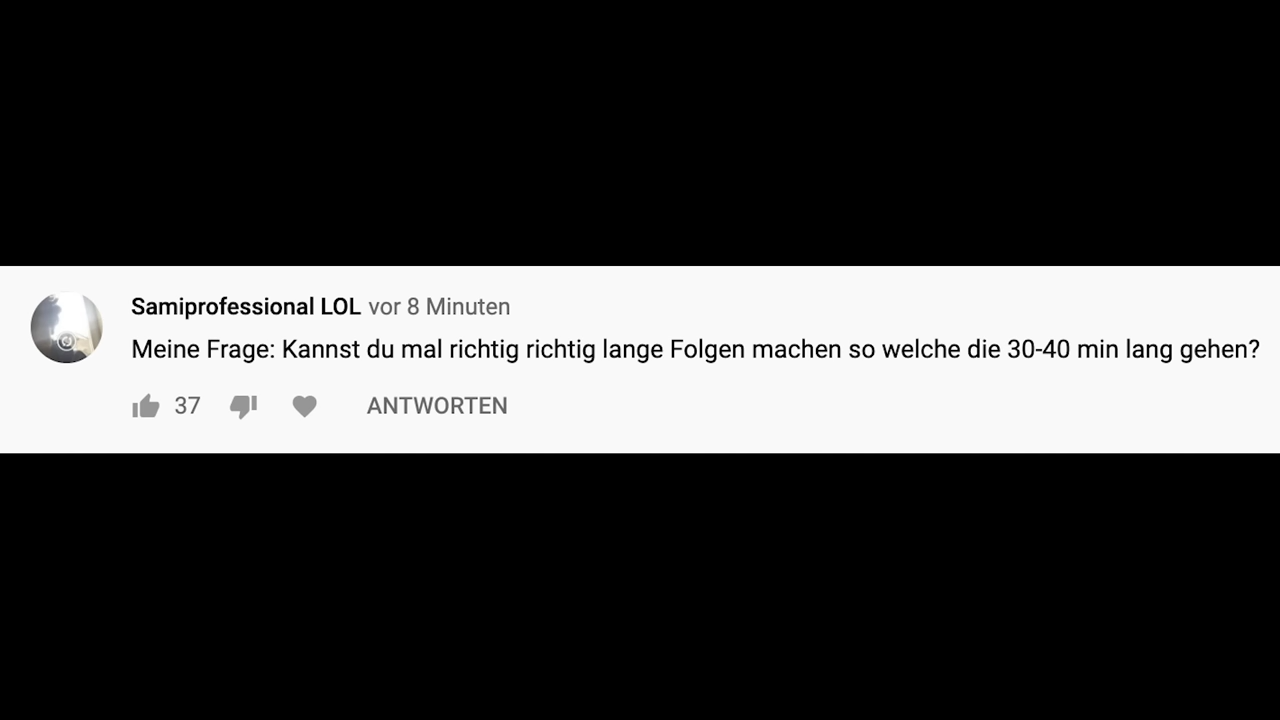 Samiprofessional LOL vor 8 Minuten
Meine Frage: Kannst du mal richtig richtig lange Folgen machen so welche die 30-40 min lang gehen?
37 ANTWORTEN